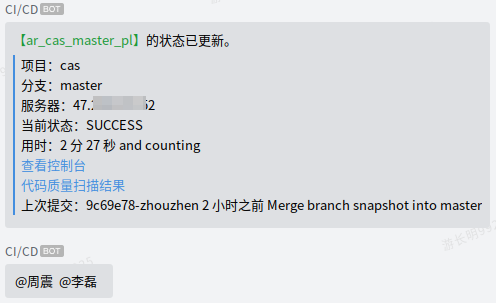 CI/CD BOT
【ar_cas_master_pl】的状态已更新。
项目：cas
分支：master
服务器：47.
当前状态：SUCCESS
用时：2 分 27 秒 and counting
查看控制台
代码质量扫描结果
上次提交：9c69e78-zhouzhen 2 小时之前 Merge branch snapshot into master
CI/CD BOT
@周震 @李磊